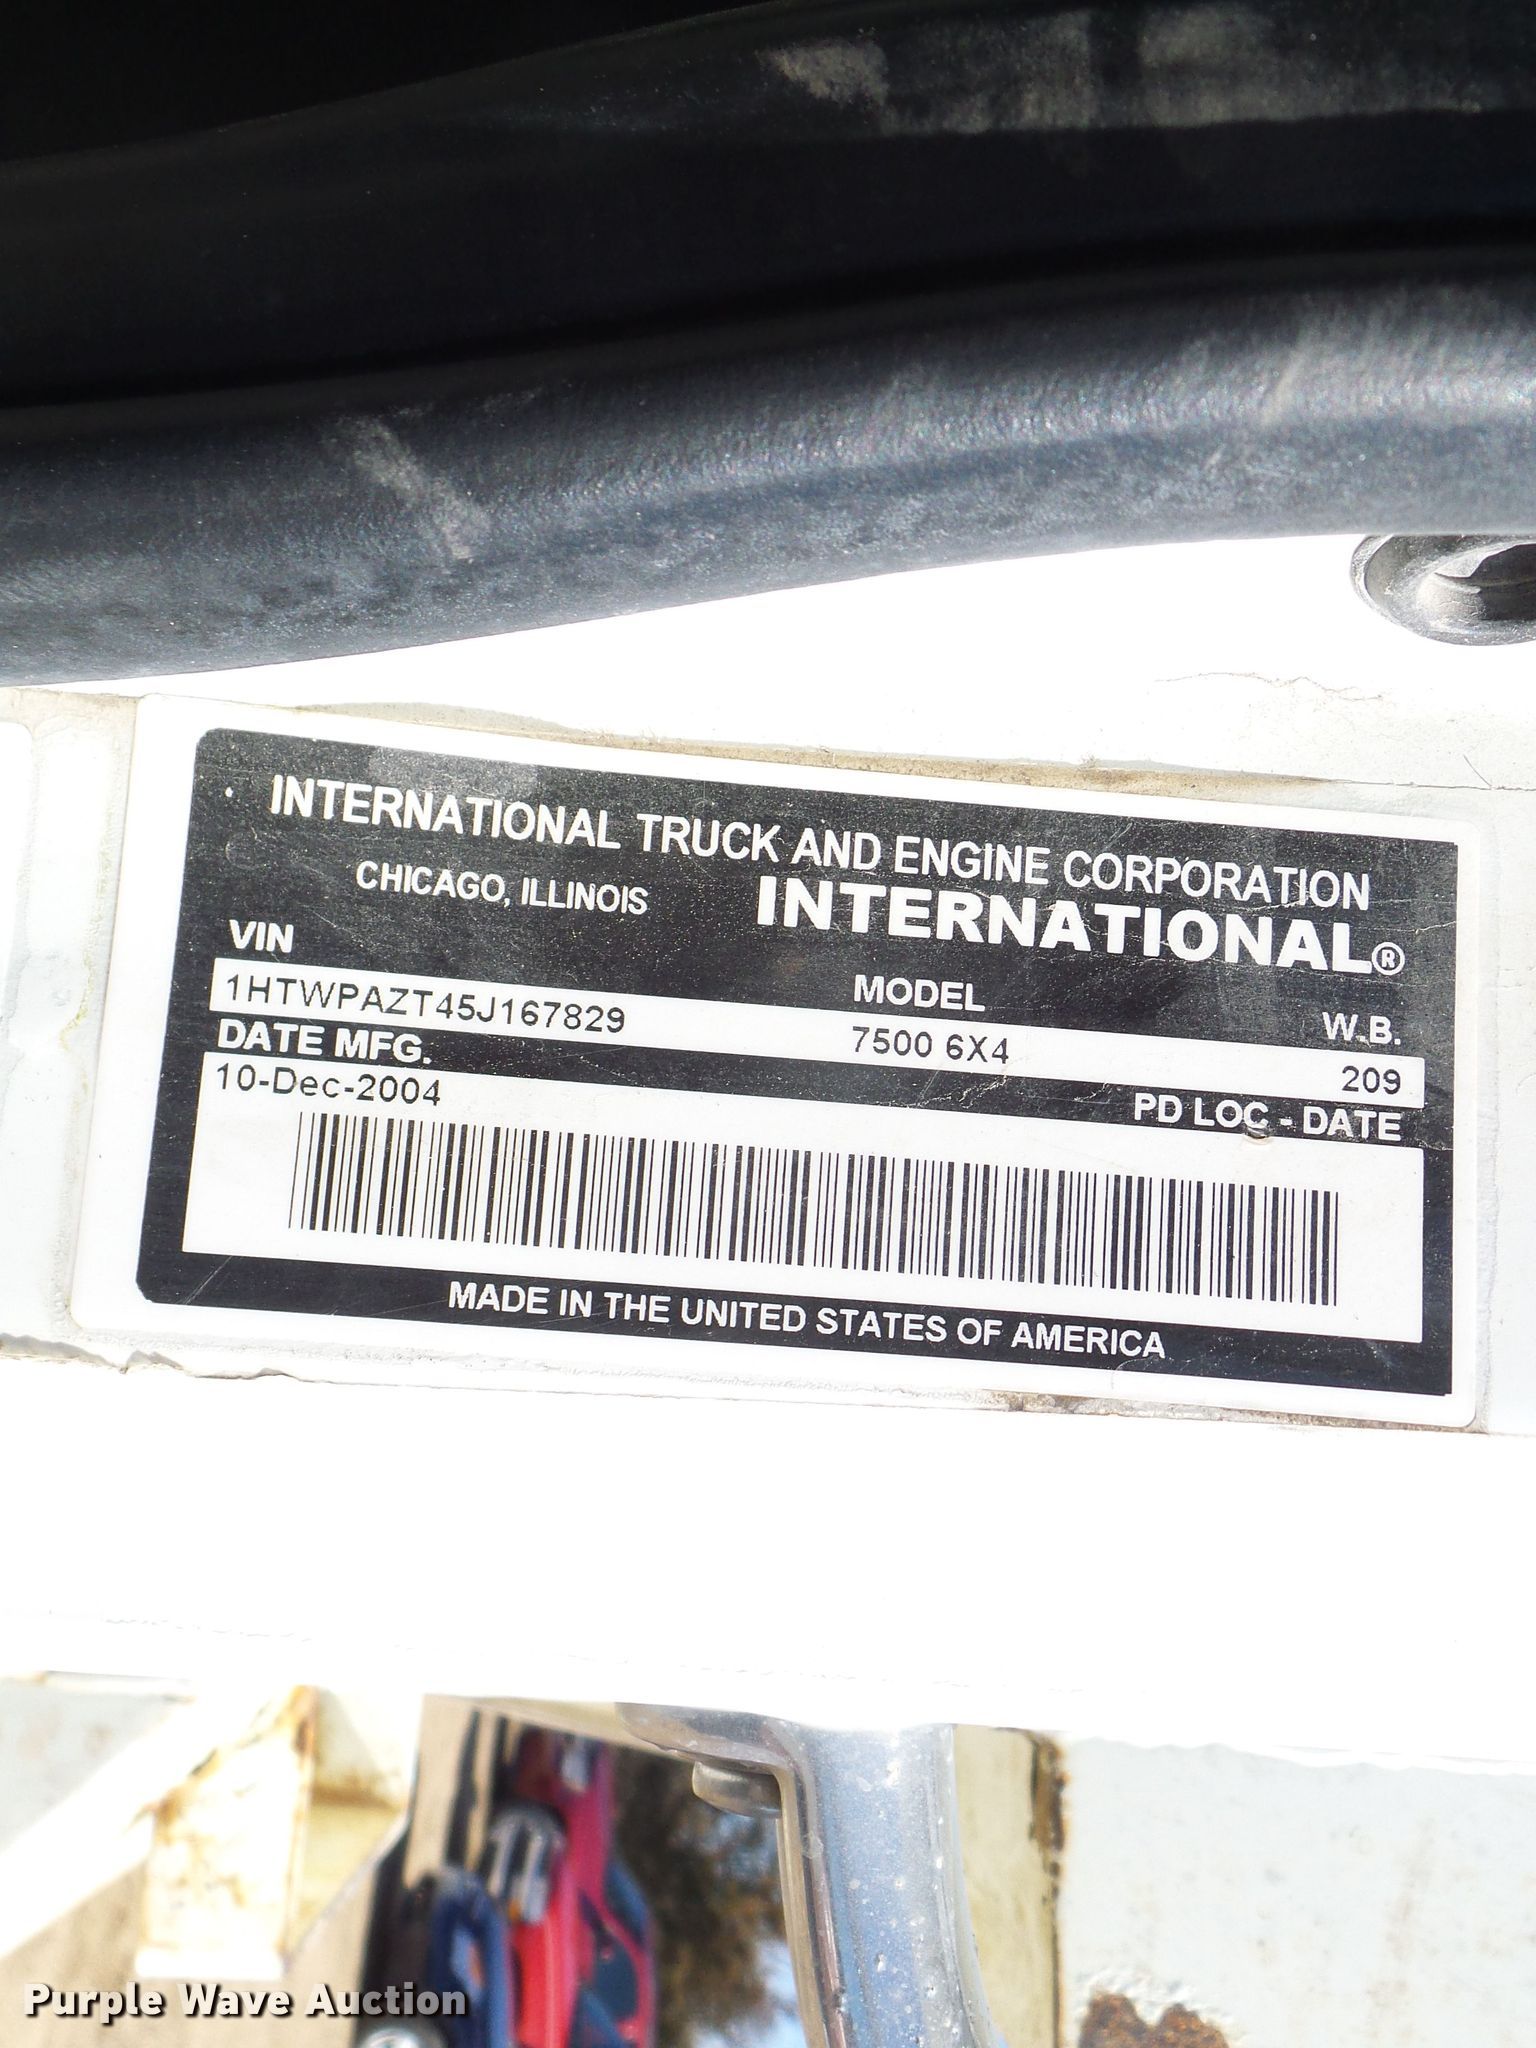 INTERNATIONAL TRUCK AND ENGINE CORPORATION
CHICAGO, ILLINOIS
INTERNATIONAL®
VIN
MODEL
W.B.
1HTWPAZT45J167829
7500 6X4
209
DATE MFG.
PD LOC - DATE
10-Dec-2004
MADE IN THE UNITED STATES OF AMERICA
Purple Wave Auction